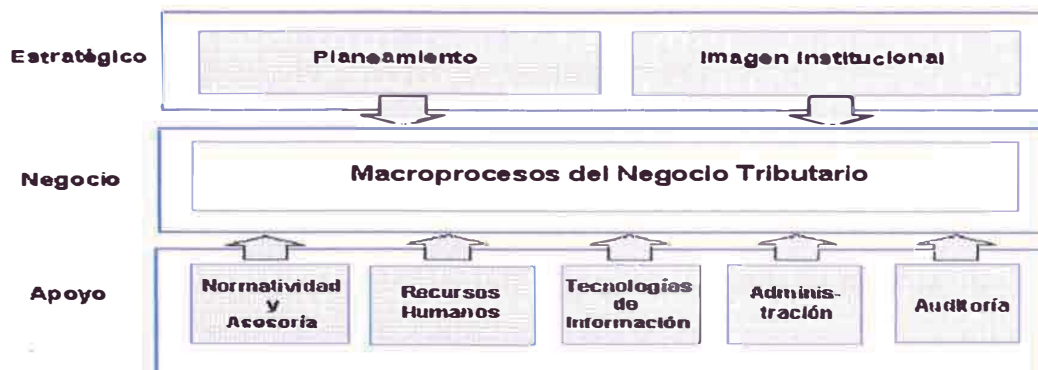 Estratégico
Planeamiento
Imagen Institucional
Negocio
Macroprocesos del Negocio Tributario
Apoyo
Normatividad
y
Asesoría
Recursos
Humanos
Tecnologías
de
Información
Adminis-
tración
Auditoría